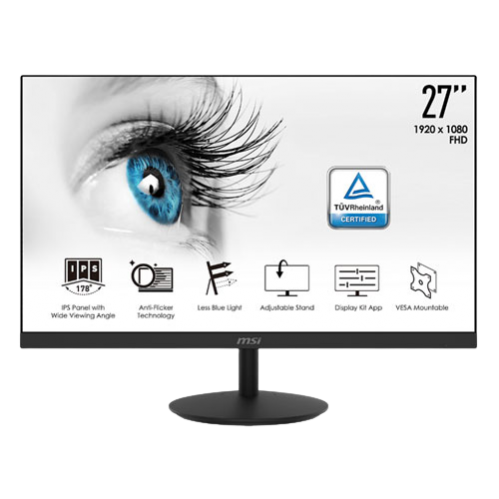 27’’
1920 x 1080
FHD
TÜVRheinland
CERTIFIED
IPS
178°
IPS Panel with
Wide Viewing Angle
Anti-Flicker
Technology
Less Blue Light
Adjustable Stand
Display Kit App
VESA Mountable
msi